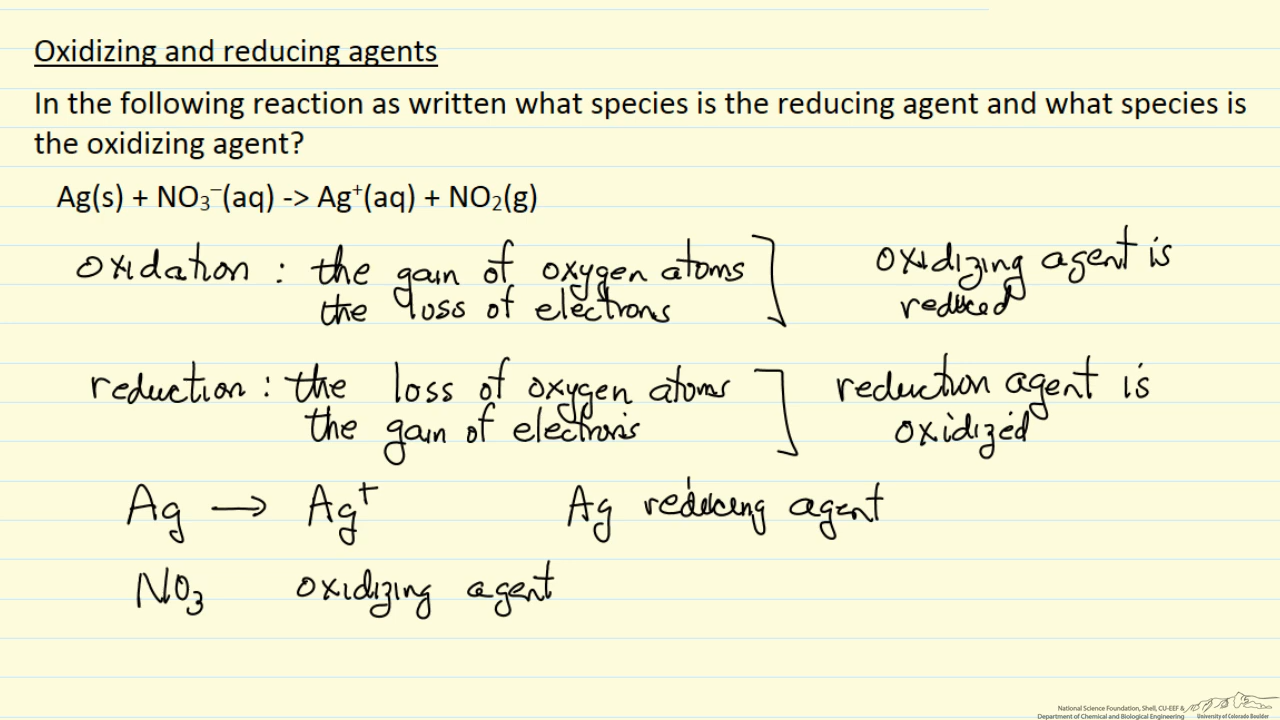 Oxidizing and reducing agents
In the following reaction as written what species is the reducing agent and what species is
the oxidizing agent?
Ag(s) + NO₃⁻(aq) -> Ag⁺(aq) + NO₂(g)
oxidation : the gain of oxygen atoms
the loss of electrons
oxidizing agent is
reduced
reduction : the loss of oxygen atoms
the gain of electrons
reduction agent is
oxidized
Ag → Ag⁺ Ag reducing agent
NO₃ oxidizing agent
National Science Foundation, Shell, CU-EEF &
Department of Chemical and Biological Engineering
University of Colorado Boulder